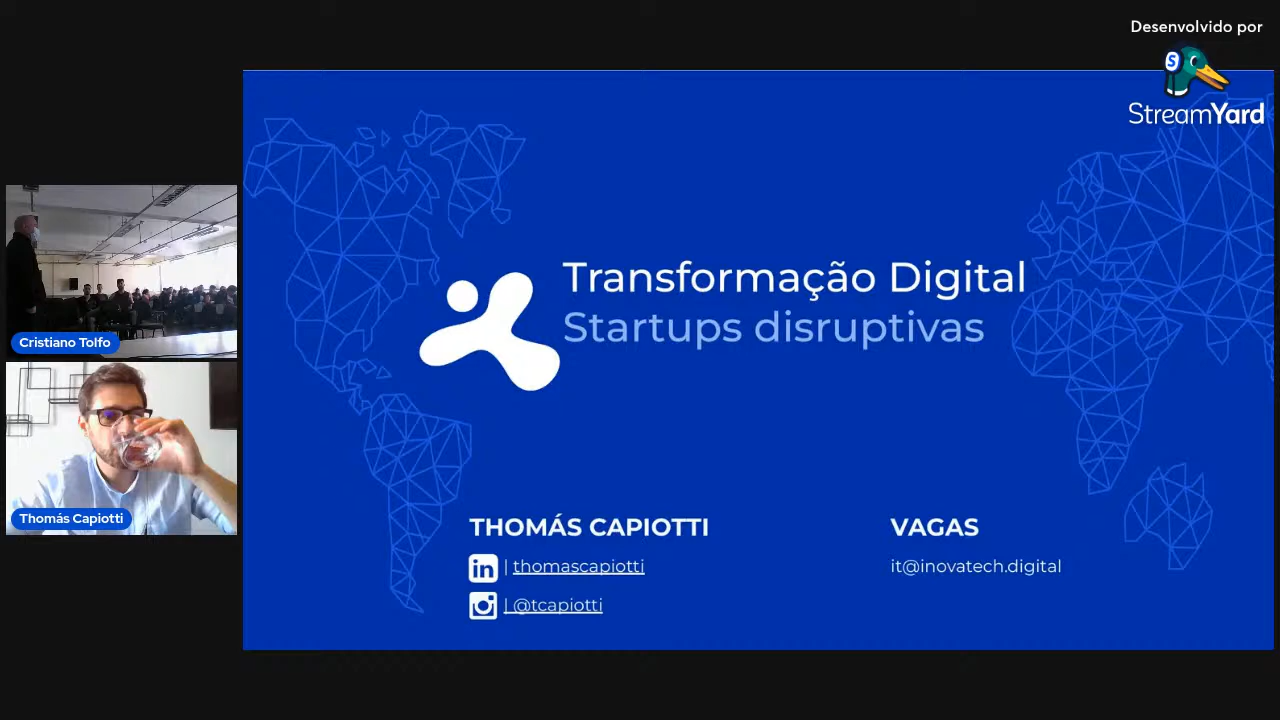 Desenvolvido por
S
StreamYard
Transformação Digital
Startups disruptivas
Cristiano Tolfo
Thomás Capiotti
THOMÁS CAPIOTTI
in | thomascapiotti
| @tcapiotti
VAGAS
it@inovatech.digital